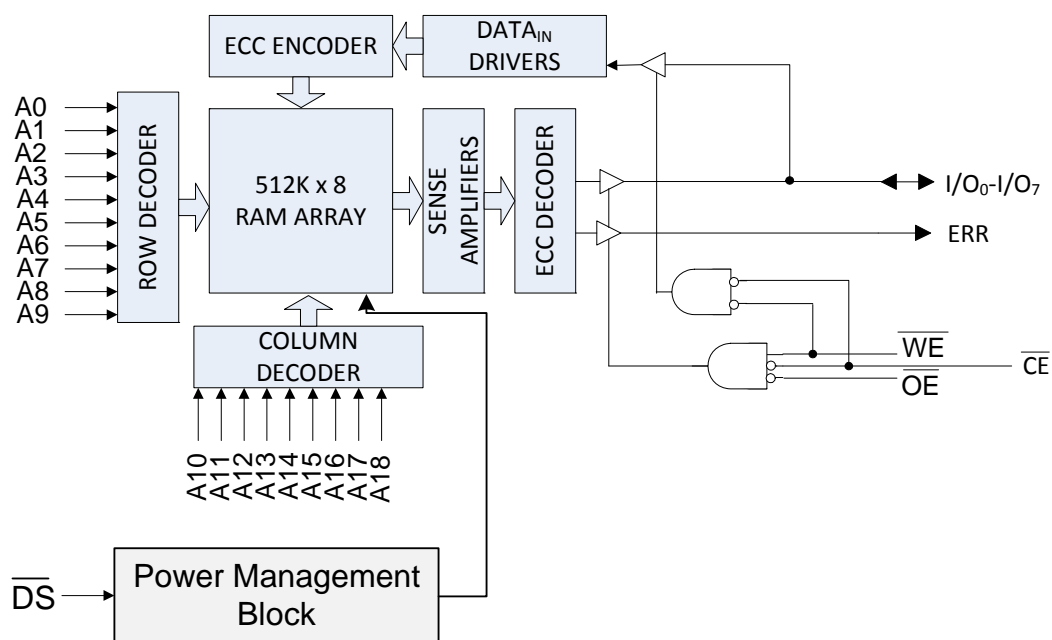 ECC ENCODER
DATAIN
DRIVERS
A0
A1
A2
A3
A4
A5
A6
A7
A8
A9
ROW DECODER
512K x 8
RAM ARRAY
SENSE
AMPLIFIERS
ECC DECODER
I/O0-I/O7
ERR
COLUMN
DECODER
WE
CE
OE
A10
A11
A12
A13
A14
A15
A16
A17
A18
DS
Power Management
Block